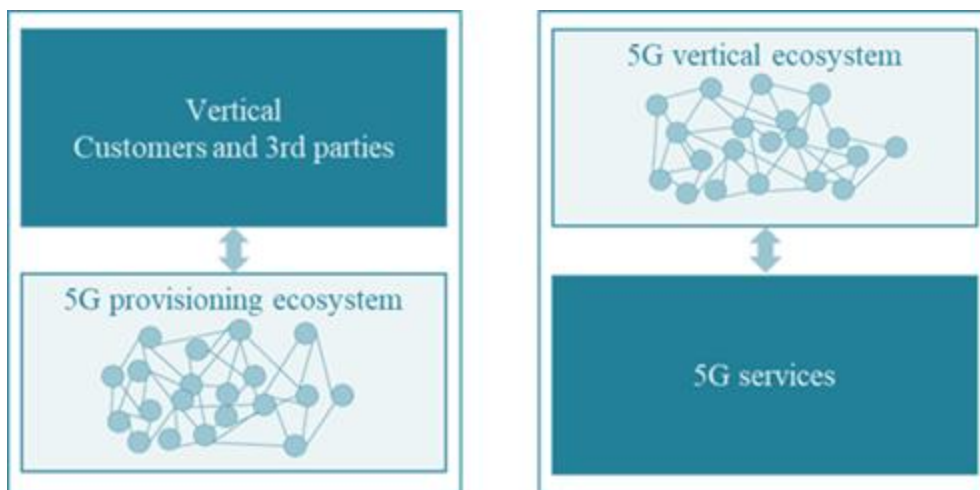 Vertical
Customers and 3rd parties
5G provisioning ecosystem
5G vertical ecosystem
5G services